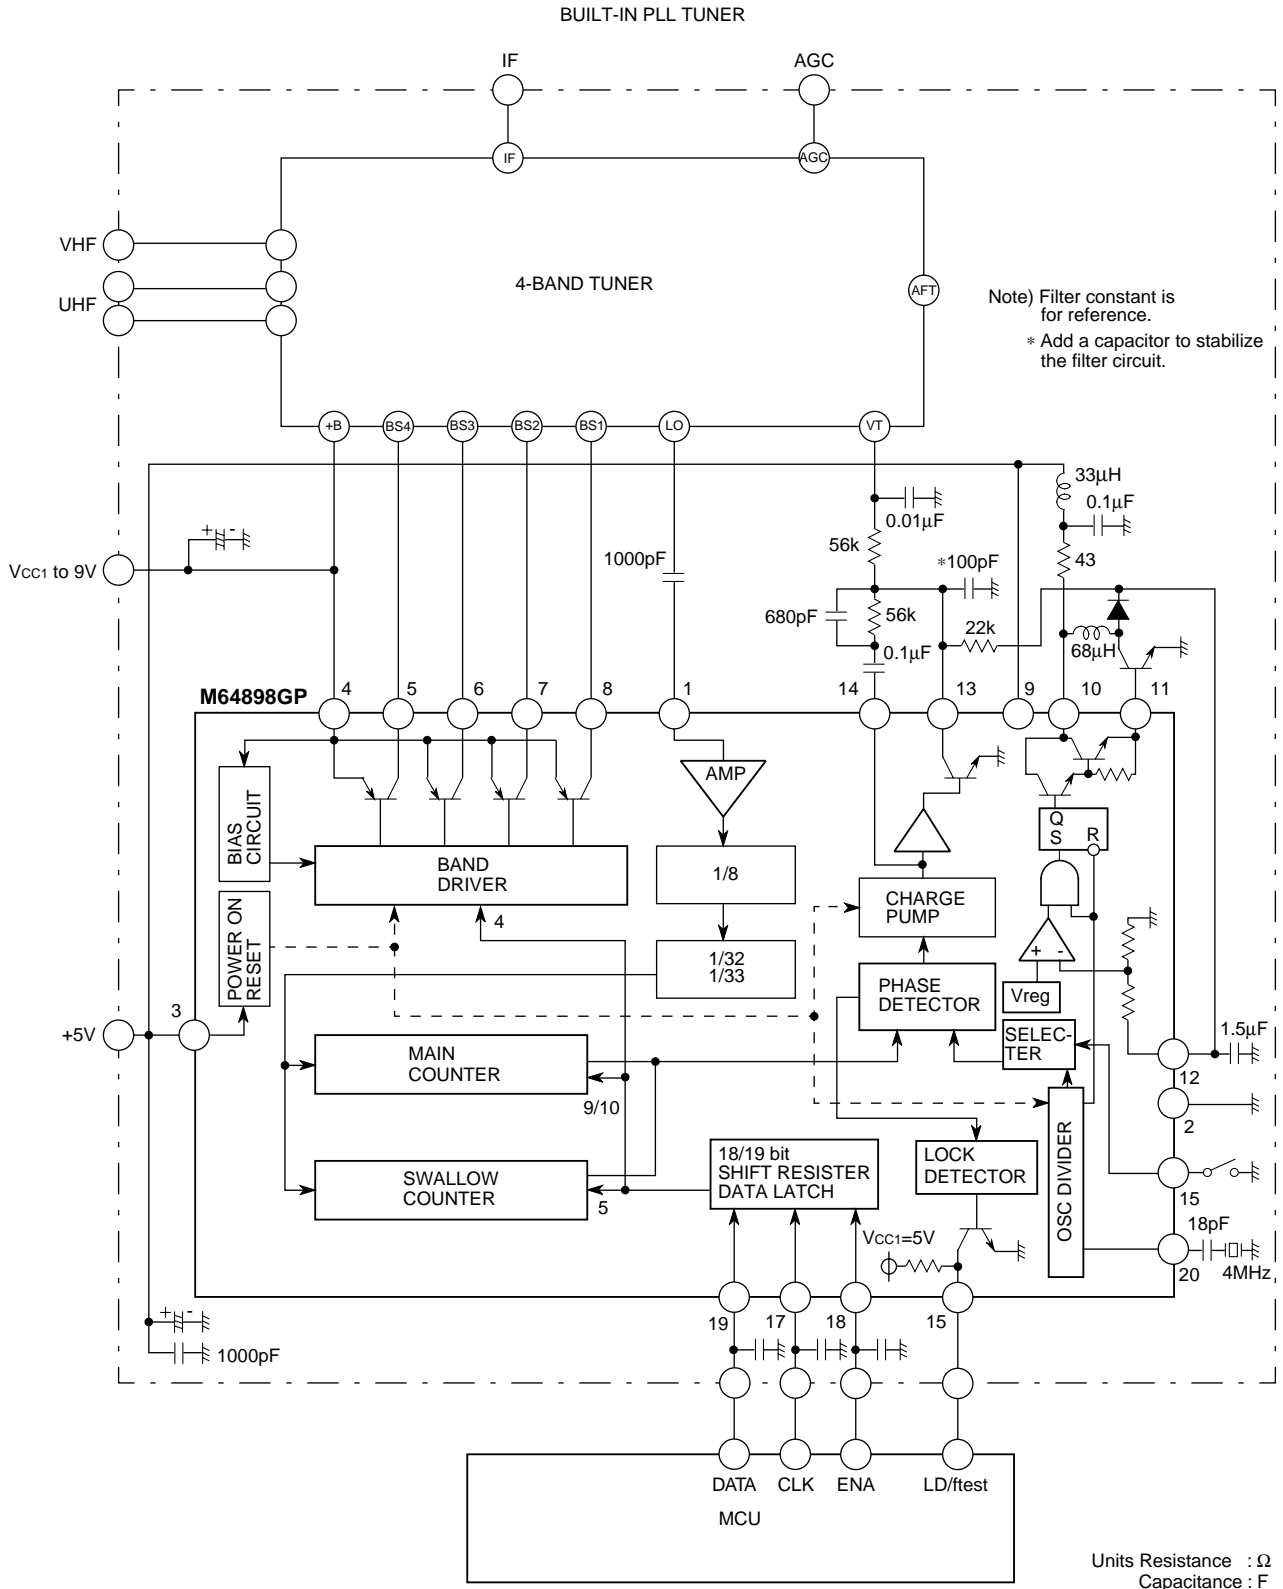 BUILT-IN PLL TUNER
IF
AGC
IF
AGC
VHF
UHF
4-BAND TUNER
AFT
Note) Filter constant is
for reference.
* Add a capacitor to stabilize
the filter circuit.
+B
BS4
BS3
BS2
BS1
LO
VT
33µH
0.1µF
0.01µF
+ -
56k
43
1000pF
*100pF
Vcc1 to 9V
680pF
56k
22k
68µH
0.1µF
M64898GP
4
5
6
7
8
1
14
13
9
10
11
AMP
BIAS
CIRCUIT
Q
S
R
BAND
DRIVER
1/8
CHARGE
PUMP
4
POWER ON
RESET
1/32
1/33
+ -
PHASE
DETECTOR
Vreg
3
+5V
SELEC-
TER
1.5µF
MAIN
COUNTER
12
9/10
2
18/19 bit
SHIFT RESISTER
DATA LATCH
LOCK
DETECTOR
OSC DIVIDER
SWALLOW
COUNTER
5
15
18pF
Vcc1=5V
20
4MHz
19
17
18
15
+ -
1000pF
DATA
CLK
ENA
LD/ftest
MCU
Units Resistance : Ω
Capacitance : F